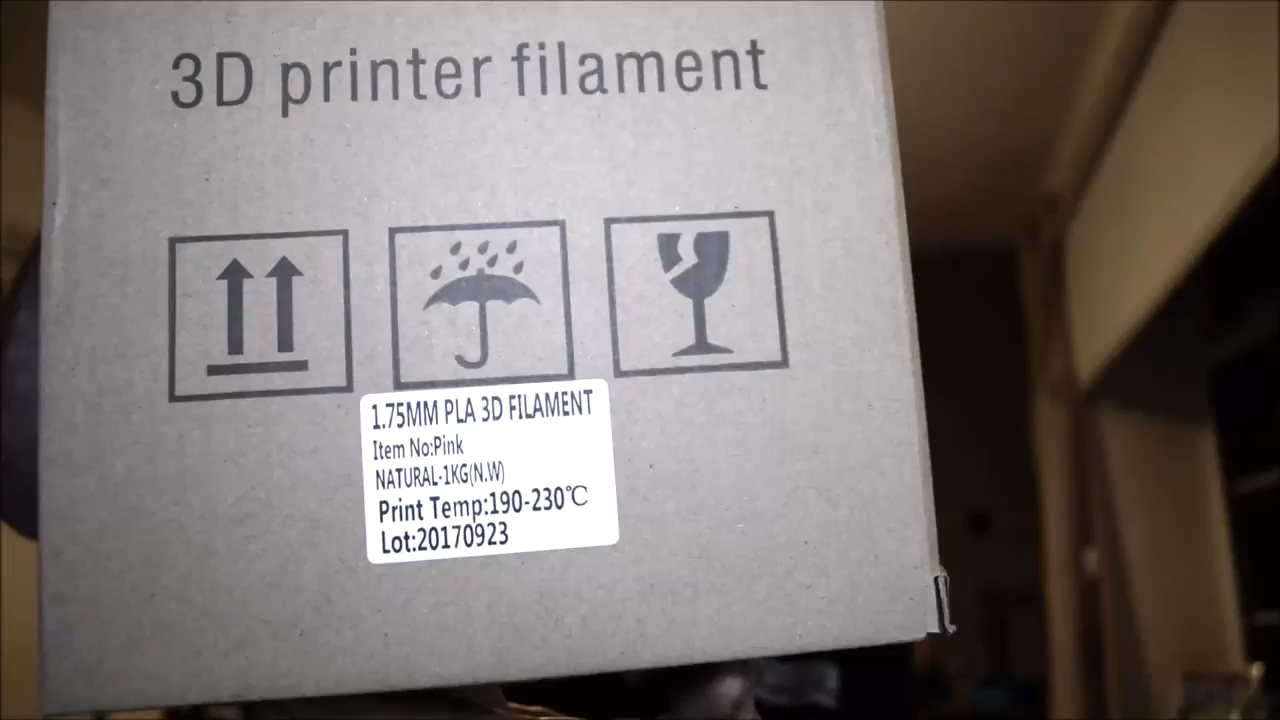 3D printer filament
1.75MM PLA 3D FILAMENT
Item No:Pink
NATURAL-1KG(N.W)
Print Temp:190-230℃
Lot:20170923